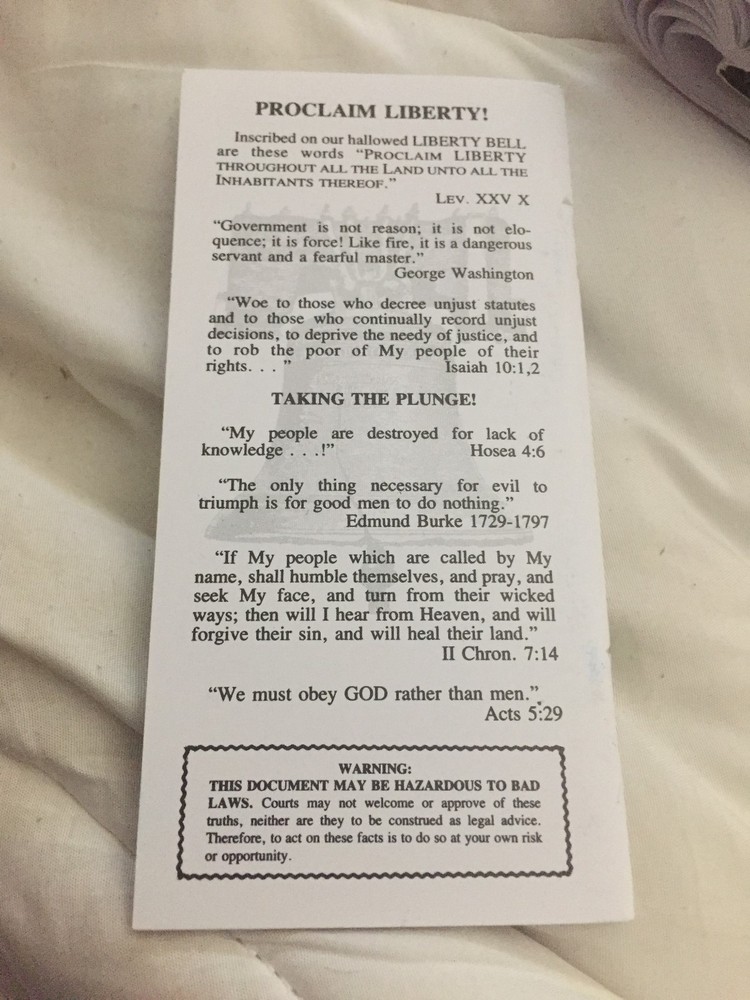 PROCLAIM LIBERTY!
Inscribed on our hallowed LIBERTY BELL
are these words "PROCLAIM LIBERTY
THROUGHOUT ALL THE LAND UNTO ALL THE
INHABITANTS THEREOF."
LEV. XXV X
"Government is not reason; it is not elo-
quence; it is force! Like fire, it is a dangerous
servant and a fearful master."
George Washington
"Woe to those who decree unjust statutes
and to those who continually record unjust
decisions, to deprive the needy of justice, and
to rob the poor of My people of their
rights. . . " Isaiah 10:1,2
TAKING THE PLUNGE!
"My people are destroyed for lack of
knowledge . . .!" Hosea 4:6
"The only thing necessary for evil to
triumph is for good men to do nothing."
Edmund Burke 1729-1797
"If My people which are called by My
name, shall humble themselves, and pray, and
seek My face, and turn from their wicked
ways; then will I hear from Heaven, and will
forgive their sin, and will heal their land."
II Chron. 7:14
"We must obey GOD rather than men."
Acts 5:29
WARNING:
THIS DOCUMENT MAY BE HAZARDOUS TO BAD
LAWS. Courts may not welcome or approve of these
truths, neither are they to be construed as legal advice.
Therefore, to act on these facts is to do so at your own risk
or opportunity.